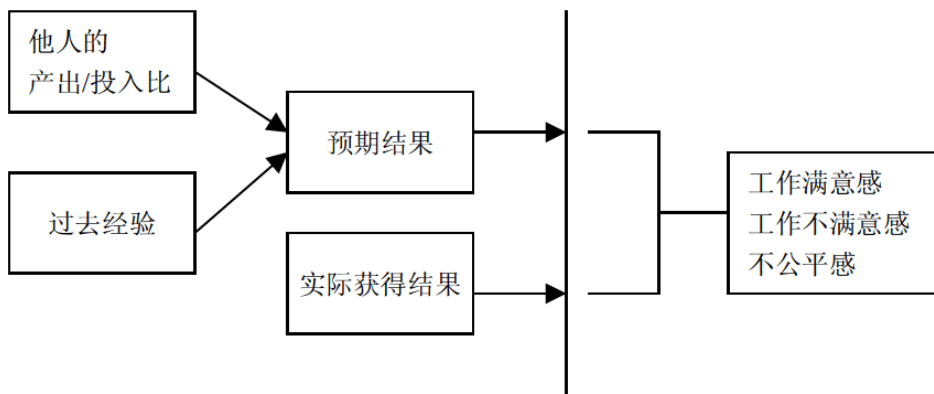 他人的
产出/投入比
过去经验
预期结果
实际获得结果
工作满意感
工作不满意感
不公平感